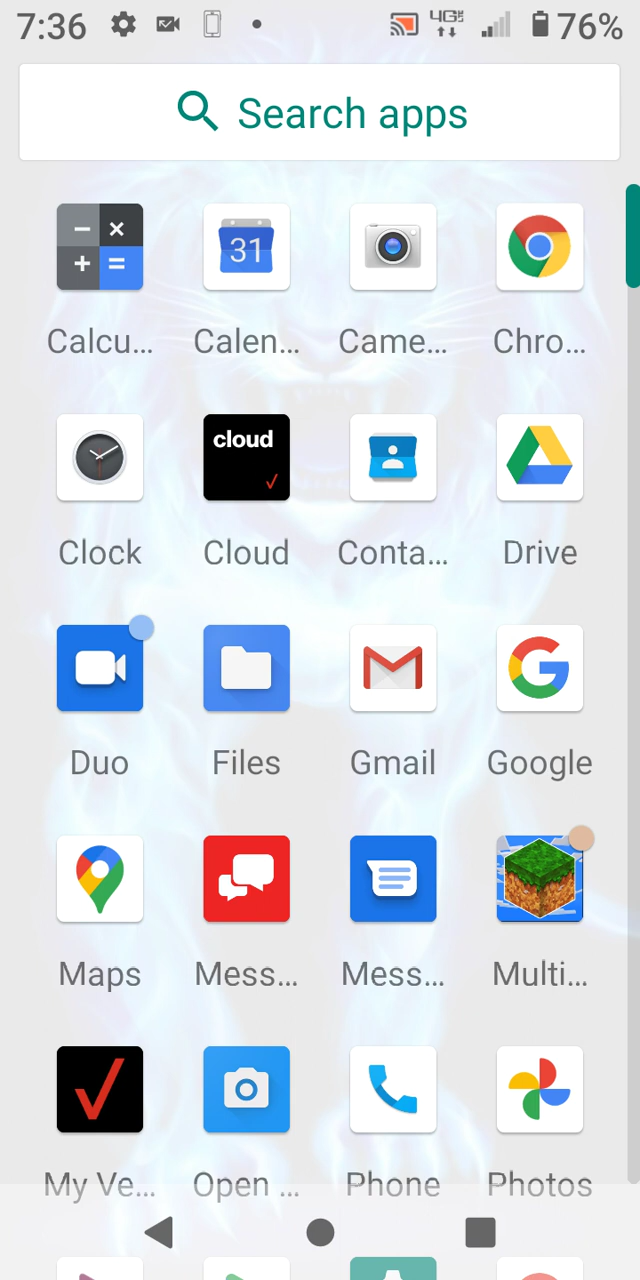 7:36 4G 76%
Search apps
31
Calcu... Calen... Came... Chro...
cloud
Clock Cloud Conta... Drive
Duo Files Gmail Google
Maps Mess... Mess... Multi...
My Ve... Open ... Phone Photos